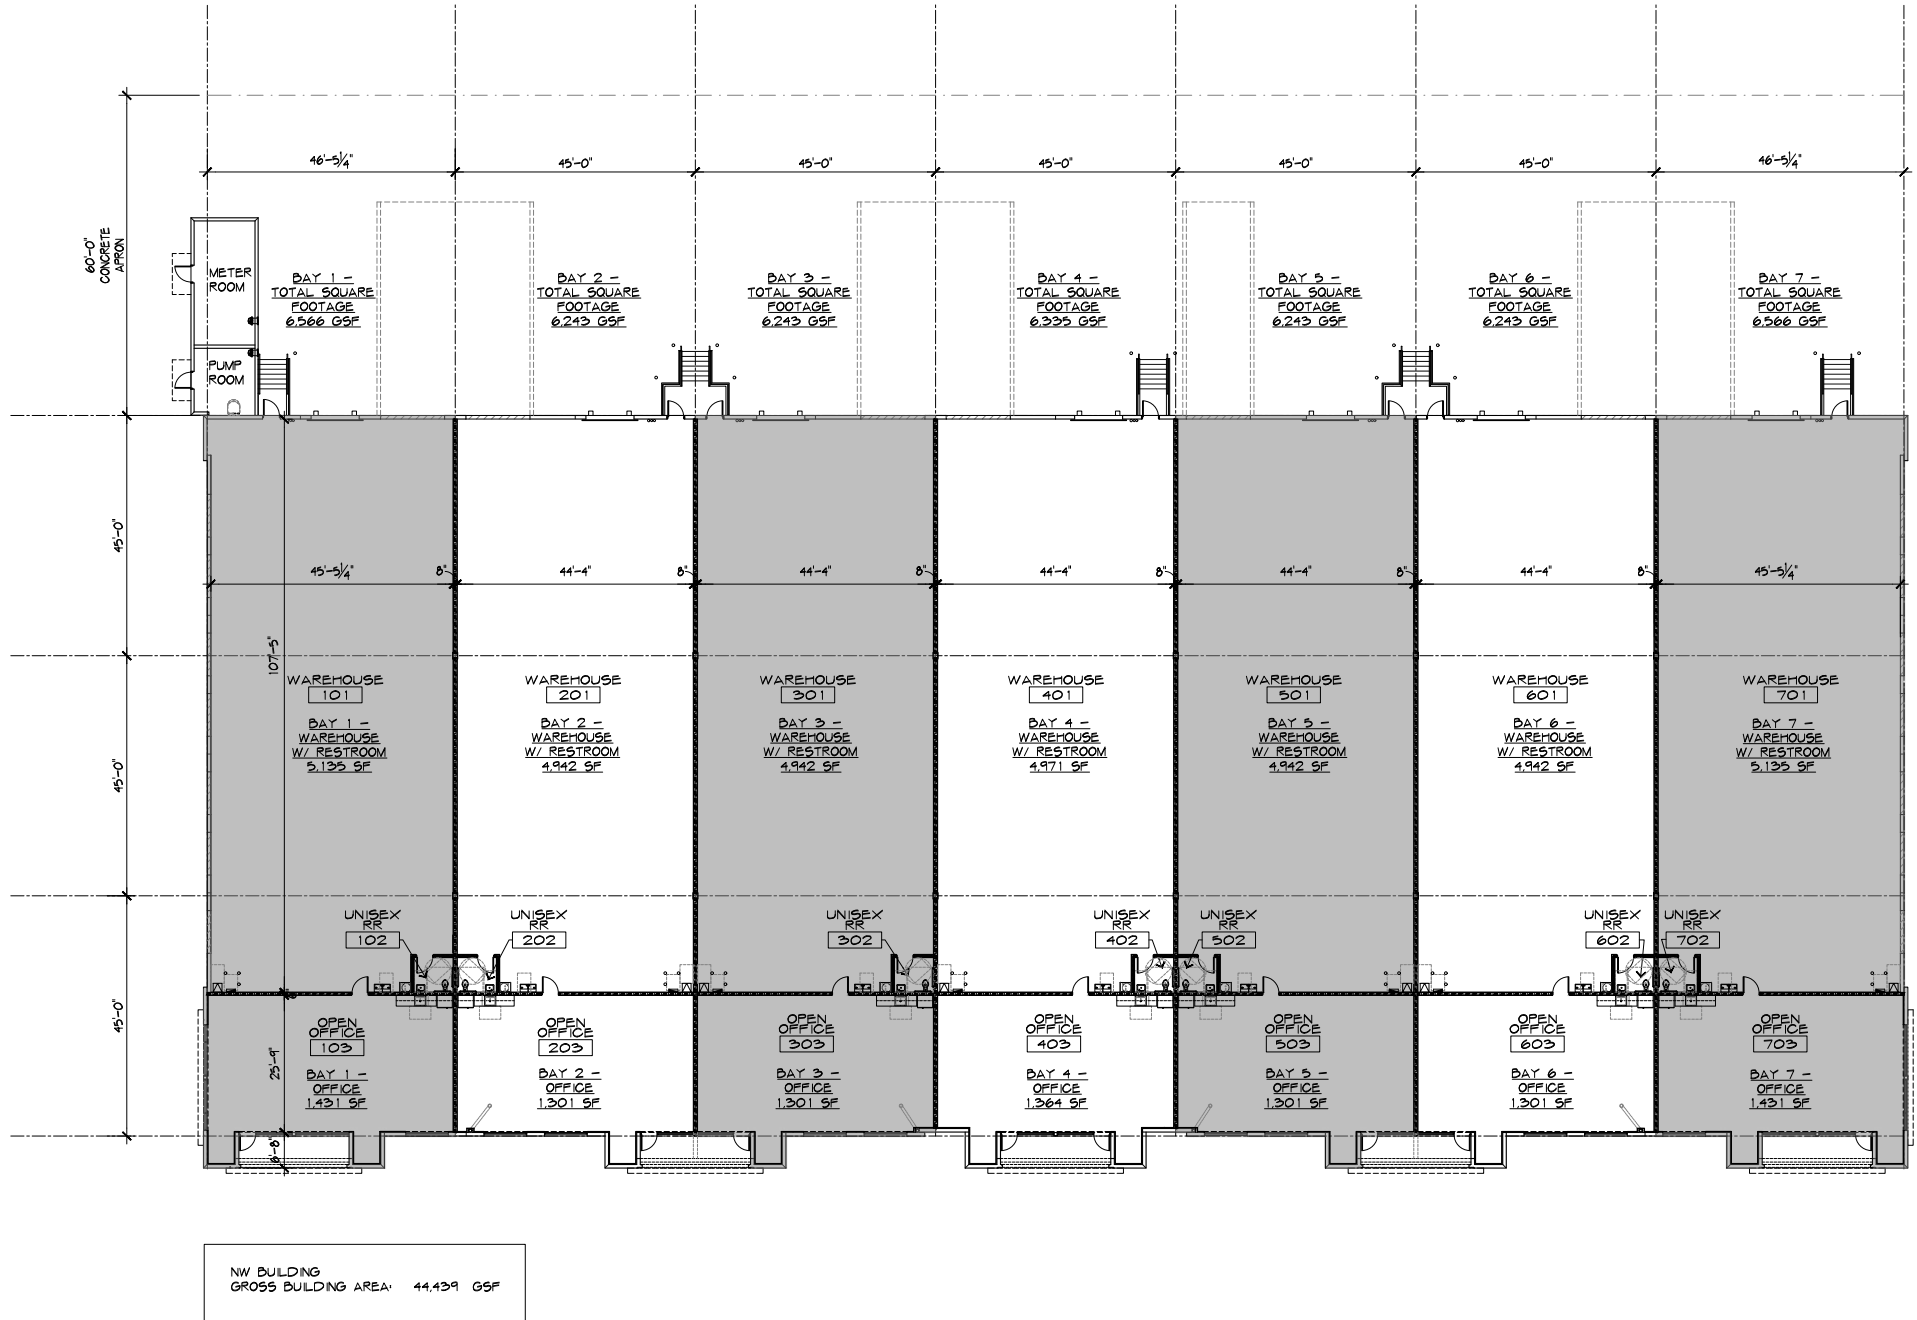 46'-5¼"
45'-0"
45'-0"
45'-0"
45'-0"
45'-0"
46'-5¼"
60'-0"
CONCRETE
APRON
METER
ROOM
PUMP
ROOM
BAY 1 -
TOTAL SQUARE
FOOTAGE
6,566 GSF
BAY 2 -
TOTAL SQUARE
FOOTAGE
6,243 GSF
BAY 3 -
TOTAL SQUARE
FOOTAGE
6,243 GSF
BAY 4 -
TOTAL SQUARE
FOOTAGE
6,335 GSF
BAY 5 -
TOTAL SQUARE
FOOTAGE
6,243 GSF
BAY 6 -
TOTAL SQUARE
FOOTAGE
6,243 GSF
BAY 7 -
TOTAL SQUARE
FOOTAGE
6,566 GSF
45'-0"
45'-5¼"
8"
44'-4"
8"
44'-4"
8"
44'-4"
8"
44'-4"
8"
44'-4"
8"
45'-5¼"
107'-5"
WAREHOUSE
101
BAY 1 -
WAREHOUSE
W/ RESTROOM
5,135 SF
WAREHOUSE
201
BAY 2 -
WAREHOUSE
W/ RESTROOM
4,942 SF
WAREHOUSE
301
BAY 3 -
WAREHOUSE
W/ RESTROOM
4,942 SF
WAREHOUSE
401
BAY 4 -
WAREHOUSE
W/ RESTROOM
4,971 SF
WAREHOUSE
501
BAY 5 -
WAREHOUSE
W/ RESTROOM
4,942 SF
WAREHOUSE
601
BAY 6 -
WAREHOUSE
W/ RESTROOM
4,942 SF
WAREHOUSE
701
BAY 7 -
WAREHOUSE
W/ RESTROOM
5,135 SF
45'-0"
UNISEX
RR
102
UNISEX
RR
202
UNISEX
RR
302
UNISEX
RR
402
UNISEX
RR
502
UNISEX
RR
602
UNISEX
RR
702
45'-0"
25'-9"
OPEN
OFFICE
103
BAY 1 -
OFFICE
1,431 SF
OPEN
OFFICE
203
BAY 2 -
OFFICE
1,301 SF
OPEN
OFFICE
303
BAY 3 -
OFFICE
1,301 SF
OPEN
OFFICE
403
BAY 4 -
OFFICE
1,364 SF
OPEN
OFFICE
503
BAY 5 -
OFFICE
1,301 SF
OPEN
OFFICE
603
BAY 6 -
OFFICE
1,301 SF
OPEN
OFFICE
703
BAY 7 -
OFFICE
1,431 SF
6'-8"
NW BUILDING
GROSS BUILDING AREA: 44,439 GSF